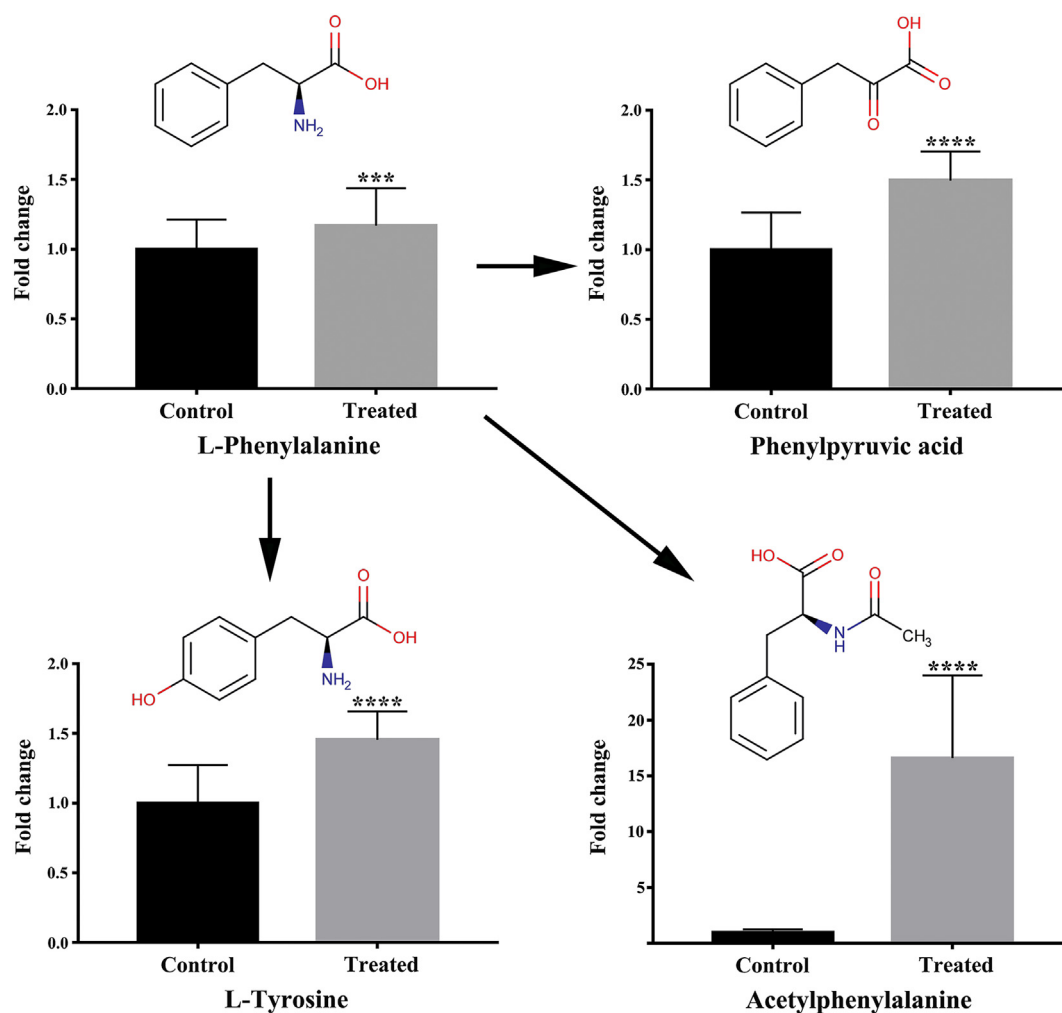 O
OH
NH2
2.0
1.5
1.0
0.5
0.0
Fold change
***
Control
Treated
L-Phenylalanine
OH
O
O
2.0
1.5
1.0
0.5
0.0
Fold change
****
Control
Treated
Phenylpyruvic acid
O
OH
NH2
HO
2.0
1.5
1.0
0.5
0.0
Fold change
****
Control
Treated
L-Tyrosine
HO
O
O
N
H
CH3
25
20
15
10
5
Fold change
****
Control
Treated
Acetylphenylalanine